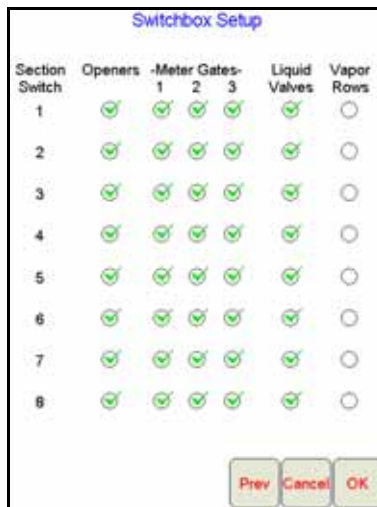 Switchbox Setup
Section Openers -Meter Gates- Liquid Vapor
Switch 1 2 3 Valves Rows
1
2
3
4
5
6
7
8
Prev Cancel OK